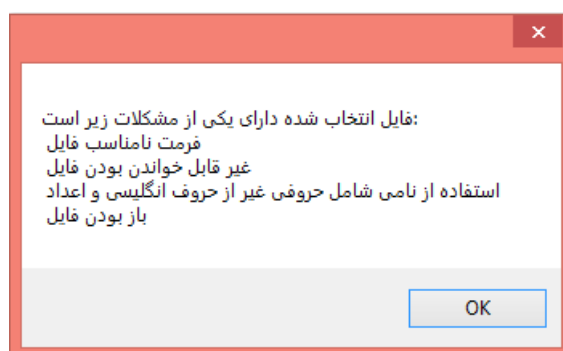 فایل انتخاب شده دارای یکی از مشکلات زیر است:
فرمت نامناسب فایل
غیر قابل خواندن بودن فایل
استفاده از نامی شامل حروفی غیر از حروف انگلیسی و اعداد
باز بودن فایل
OK